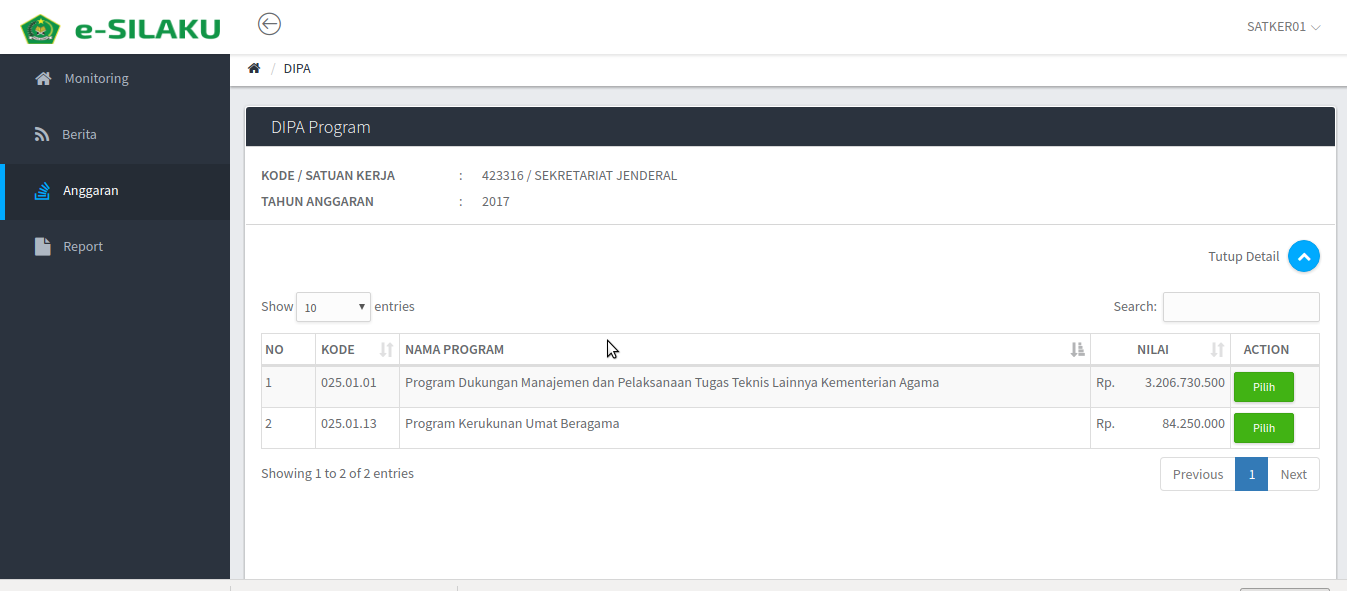 e-SILAKU
SATKER01
Monitoring
Berita
Anggaran
Report
/ DIPA
DIPA Program
KODE / SATUAN KERJA : 423316 / SEKRETARIAT JENDERAL
TAHUN ANGGARAN : 2017
Tutup Detail
Show 10 entries Search:
NO KODE NAMA PROGRAM NILAI ACTION
1 025.01.01 Program Dukungan Manajemen dan Pelaksanaan Tugas Teknis Lainnya Kementerian Agama Rp. 3.206.730.500 Pilih
2 025.01.13 Program Kerukunan Umat Beragama Rp. 84.250.000 Pilih
Showing 1 to 2 of 2 entries Previous 1 Next